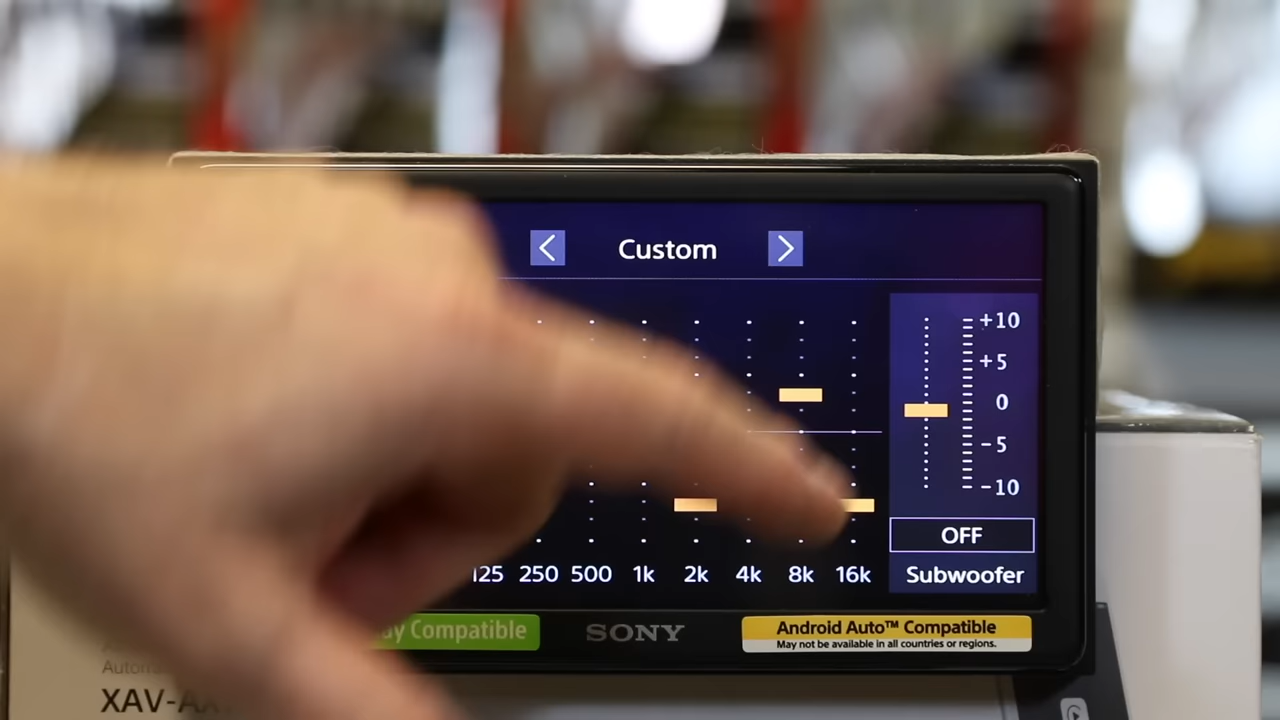 Custom
+10
+5
0
-5
-10
OFF
125 250 500 1k 2k 4k 8k 16k
Subwoofer
Compatible
SONY
Android Auto™ Compatible
May not be available in all countries or regions.